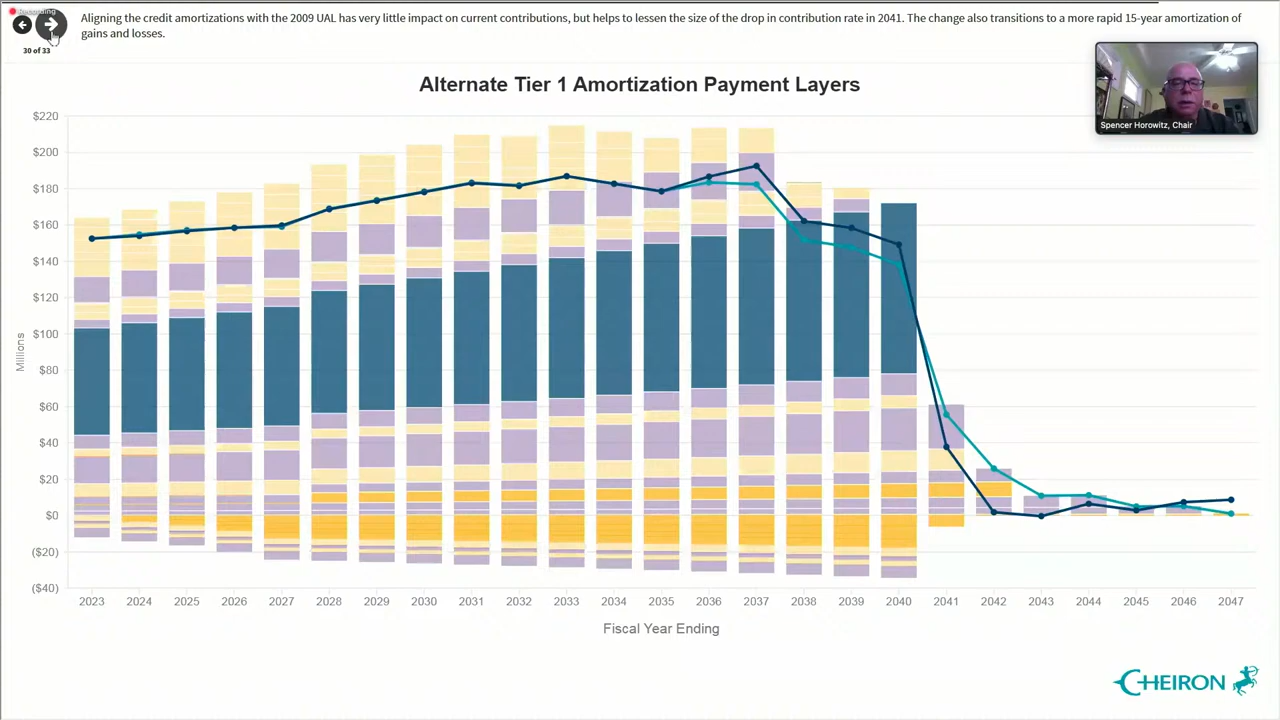 Recording
Aligning the credit amortizations with the 2009 UAL has very little impact on current contributions, but helps to lessen the size of the drop in contribution rate in 2041. The change also transitions to a more rapid 15-year amortization of
gains and losses.
30 of 33
Spencer Horowitz, Chair
Alternate Tier 1 Amortization Payment Layers
$220
$200
$180
$160
$140
$120
$100
$80
$60
$40
$20
$0
($20)
($40)
Millions
2023 2024 2025 2026 2027 2028 2029 2030 2031 2032 2033 2034 2035 2036 2037 2038 2039 2040 2041 2042 2043 2044 2045 2046 2047
Fiscal Year Ending
CHEIRON